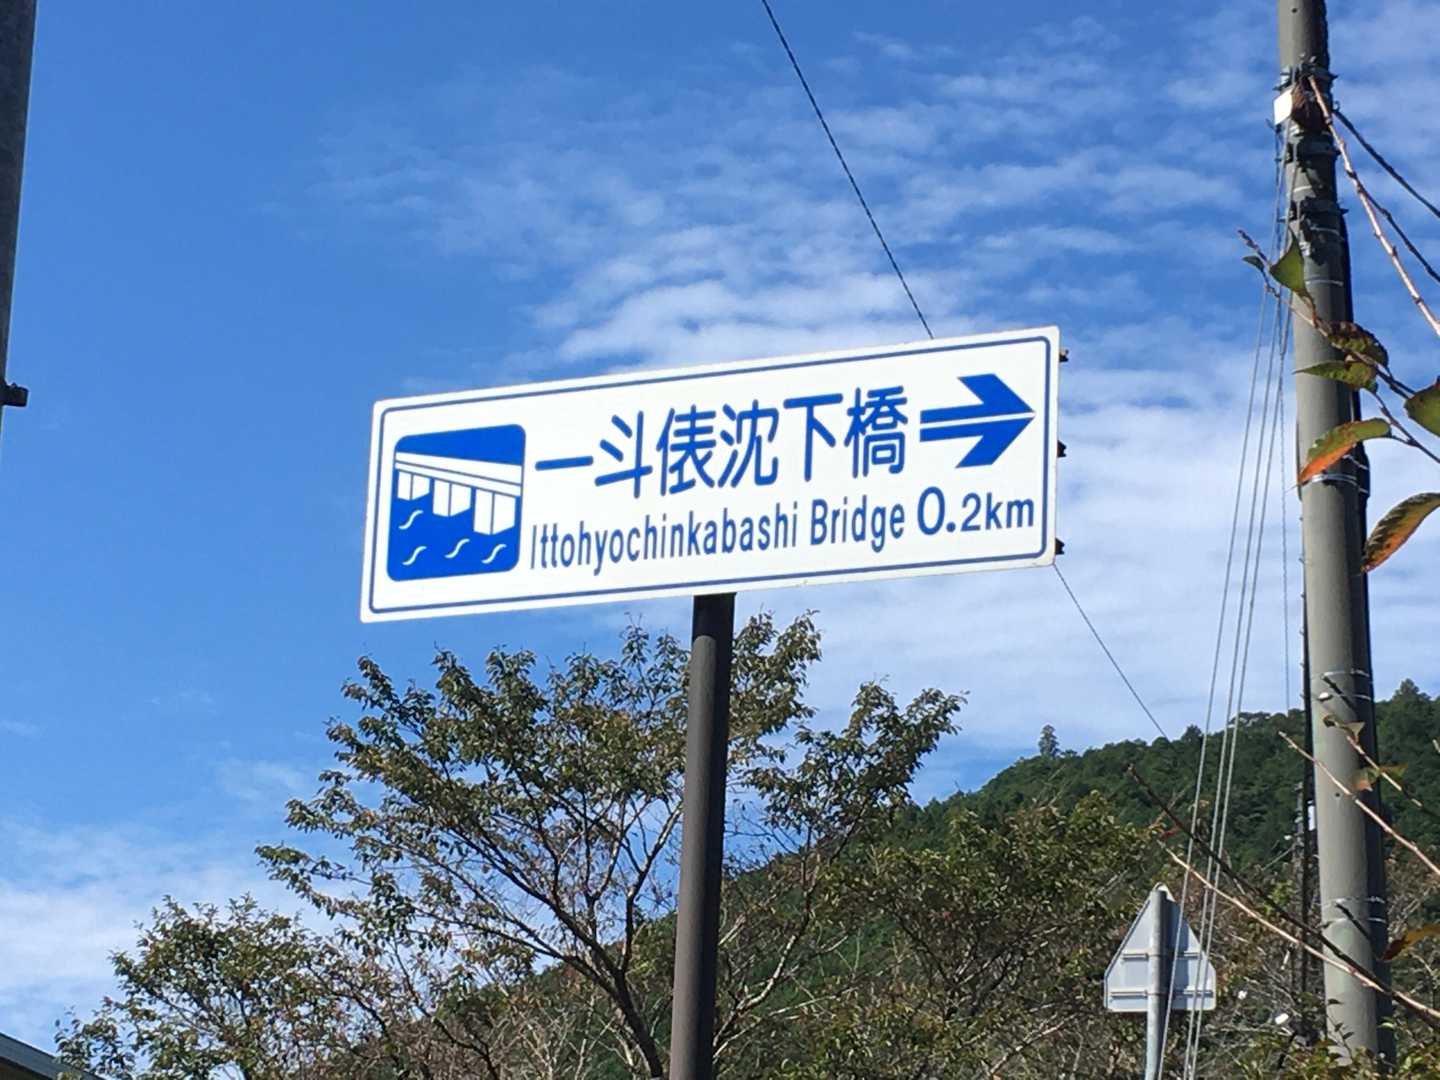 一斗俵沈下橋
Ittohyochinkabashi Bridge 0.2km